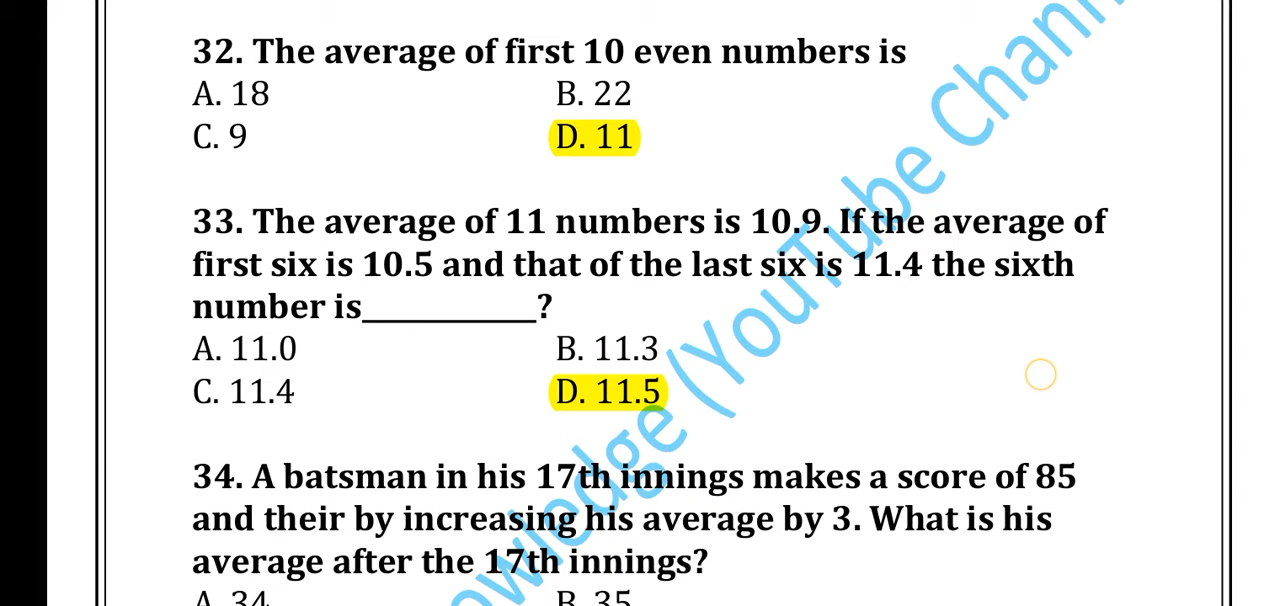 32. The average of first 10 even numbers is
A. 18 B. 22
C. 9 D. 11
33. The average of 11 numbers is 10.9. If the average of
first six is 10.5 and that of the last six is 11.4 the sixth
number is____________?
A. 11.0 B. 11.3
C. 11.4 D. 11.5
34. A batsman in his 17th innings makes a score of 85
and their by increasing his average by 3. What is his
average after the 17th innings?
A. 34 B. 35
(YouTube